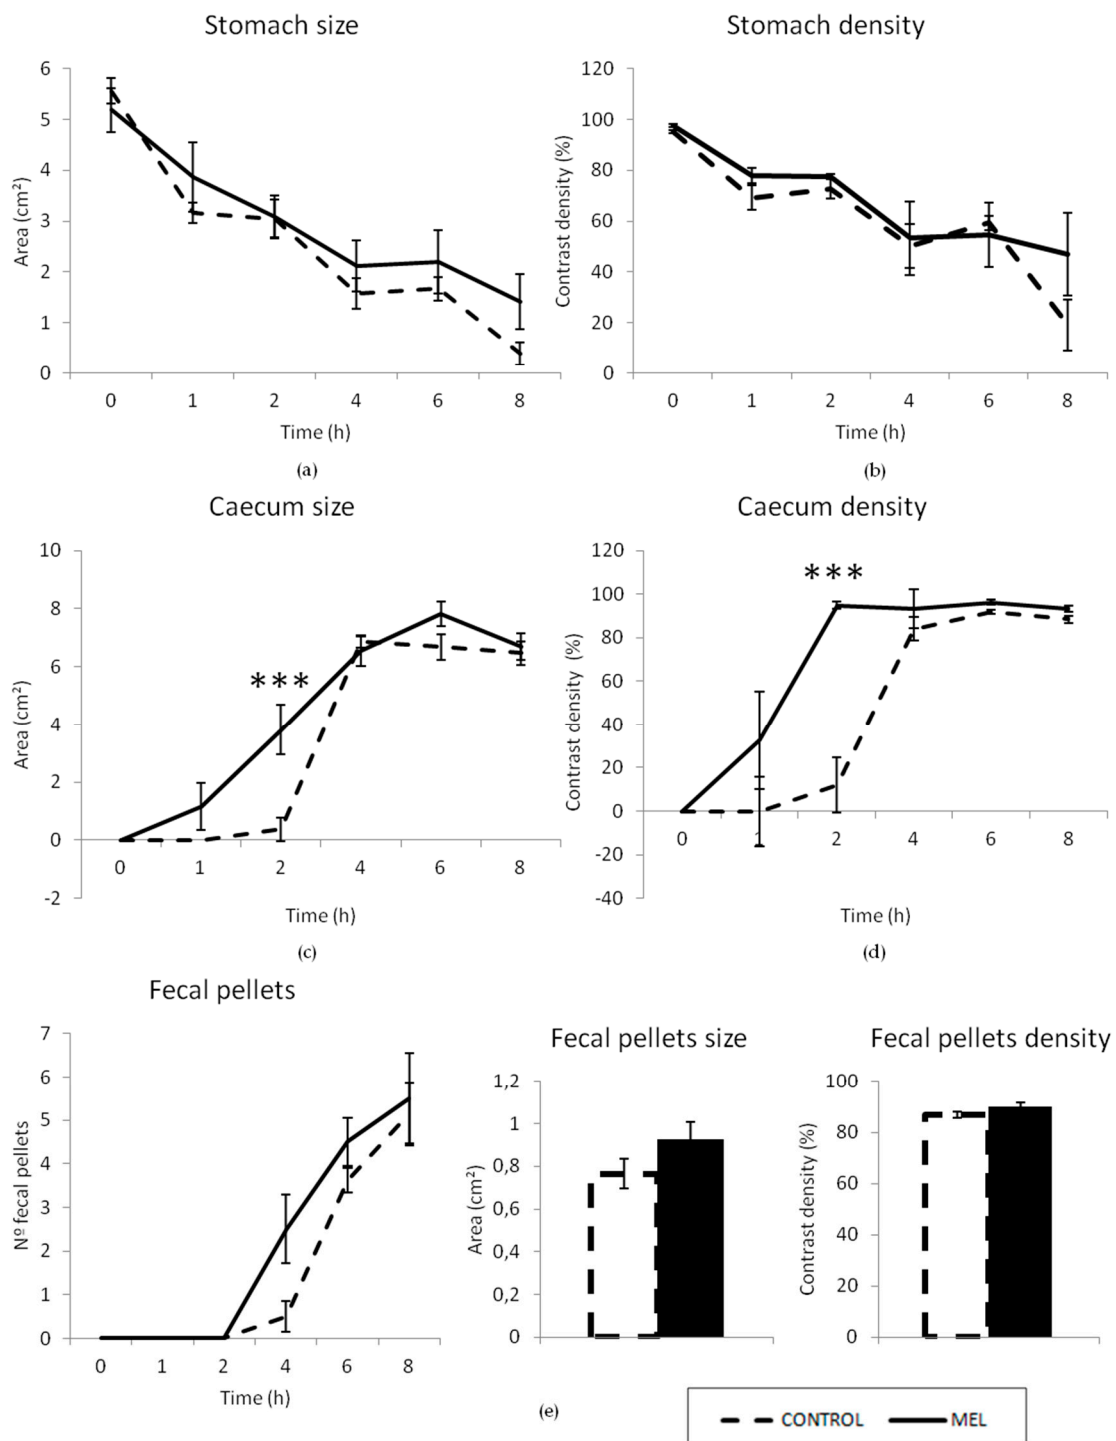 Stomach size
Area (cm²)
6
5
4
3
2
1
0
0 1 2 4 6 8
Time (h)
(a)
Stomach density
Contrast density (%)
120
100
80
60
40
20
0
0 1 2 4 6 8
Time (h)
(b)
Caecum size
Area (cm²)
10
8
6
4
2
0
-2
***
0 1 2 4 6 8
Time (h)
(c)
Caecum density
Contrast density (%)
120
100
80
60
40
20
0
-20
-40
***
0 1 2 4 6 8
Time (h)
(d)
Fecal pellets
Nº fecal pellets
7
6
5
4
3
2
1
0
0 1 2 4 6 8
Time (h)
Fecal pellets size
Area (cm²)
1,2
1
0,8
0,6
0,4
0,2
0
Fecal pellets density
Contrast density (%)
100
80
60
40
20
0
(e)
CONTROL MEL